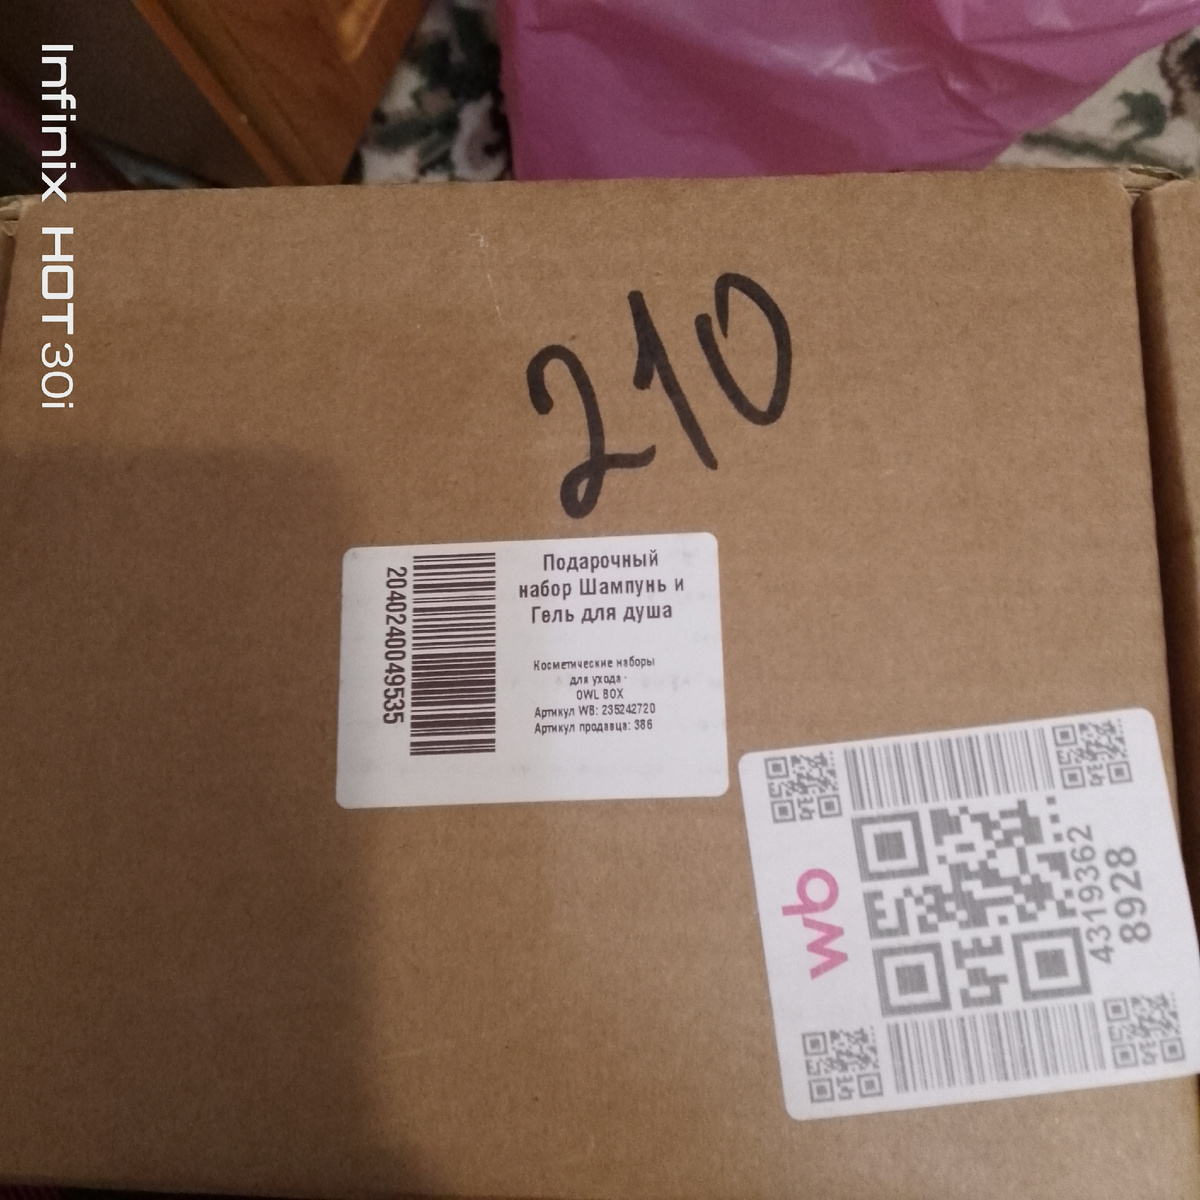 Infinix HOT 30i
210
2040240049535
Подарочный
набор Шампунь и
Гель для душа
Косметические наборы
для ухода ·
OWL BOX
Артикул WB: 235242720
Артикул продавца: 386
wb
4319362
8928